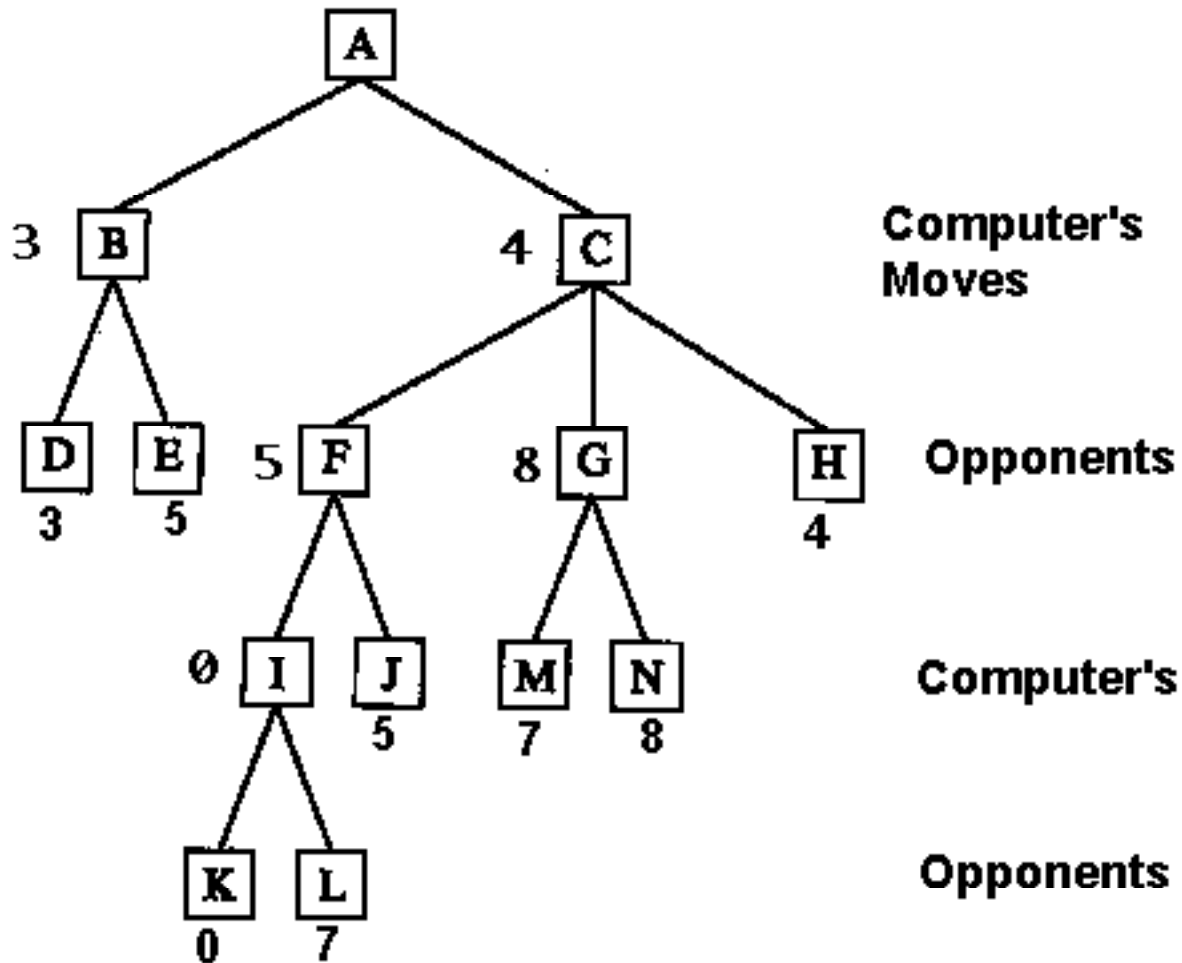 A
3 B 4 C Computer's
Moves
D E 5 F 8 G H Opponents
3 5 4
0 I J M N Computer's
5 7 8
K L Opponents
0 7